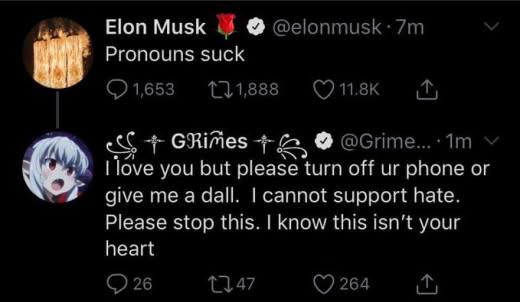 Elon Musk 🌹 @elonmusk · 7m
Pronouns suck
1,653 1,888 11.8K
꧁ ༒ GℜiṁesᏋ ༒ ꧂ @Grime... · 1m
I love you but please turn off ur phone or
give me a dall. I cannot support hate.
Please stop this. I know this isn't your
heart
26 47 264